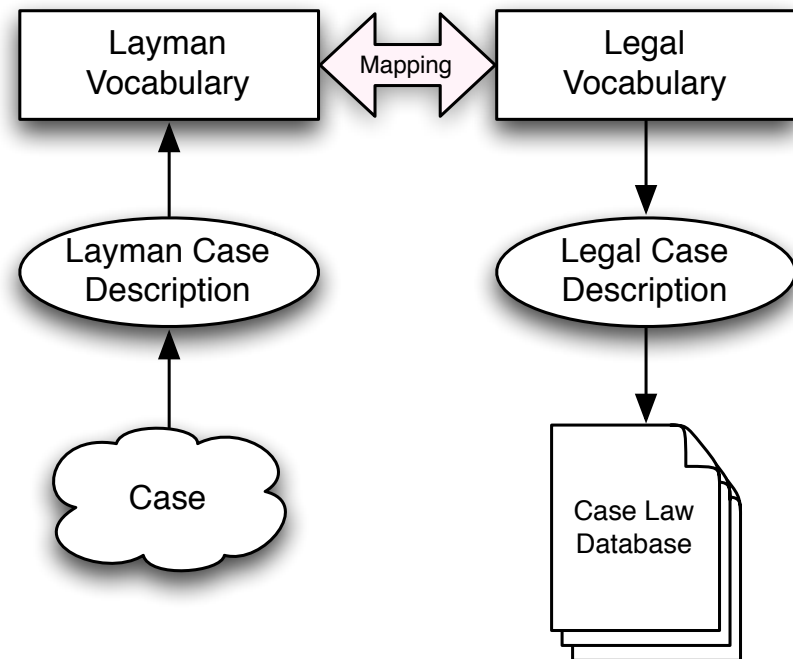 Layman
Vocabulary
Mapping
Legal
Vocabulary
Layman Case
Description
Legal Case
Description
Case
Case Law
Database